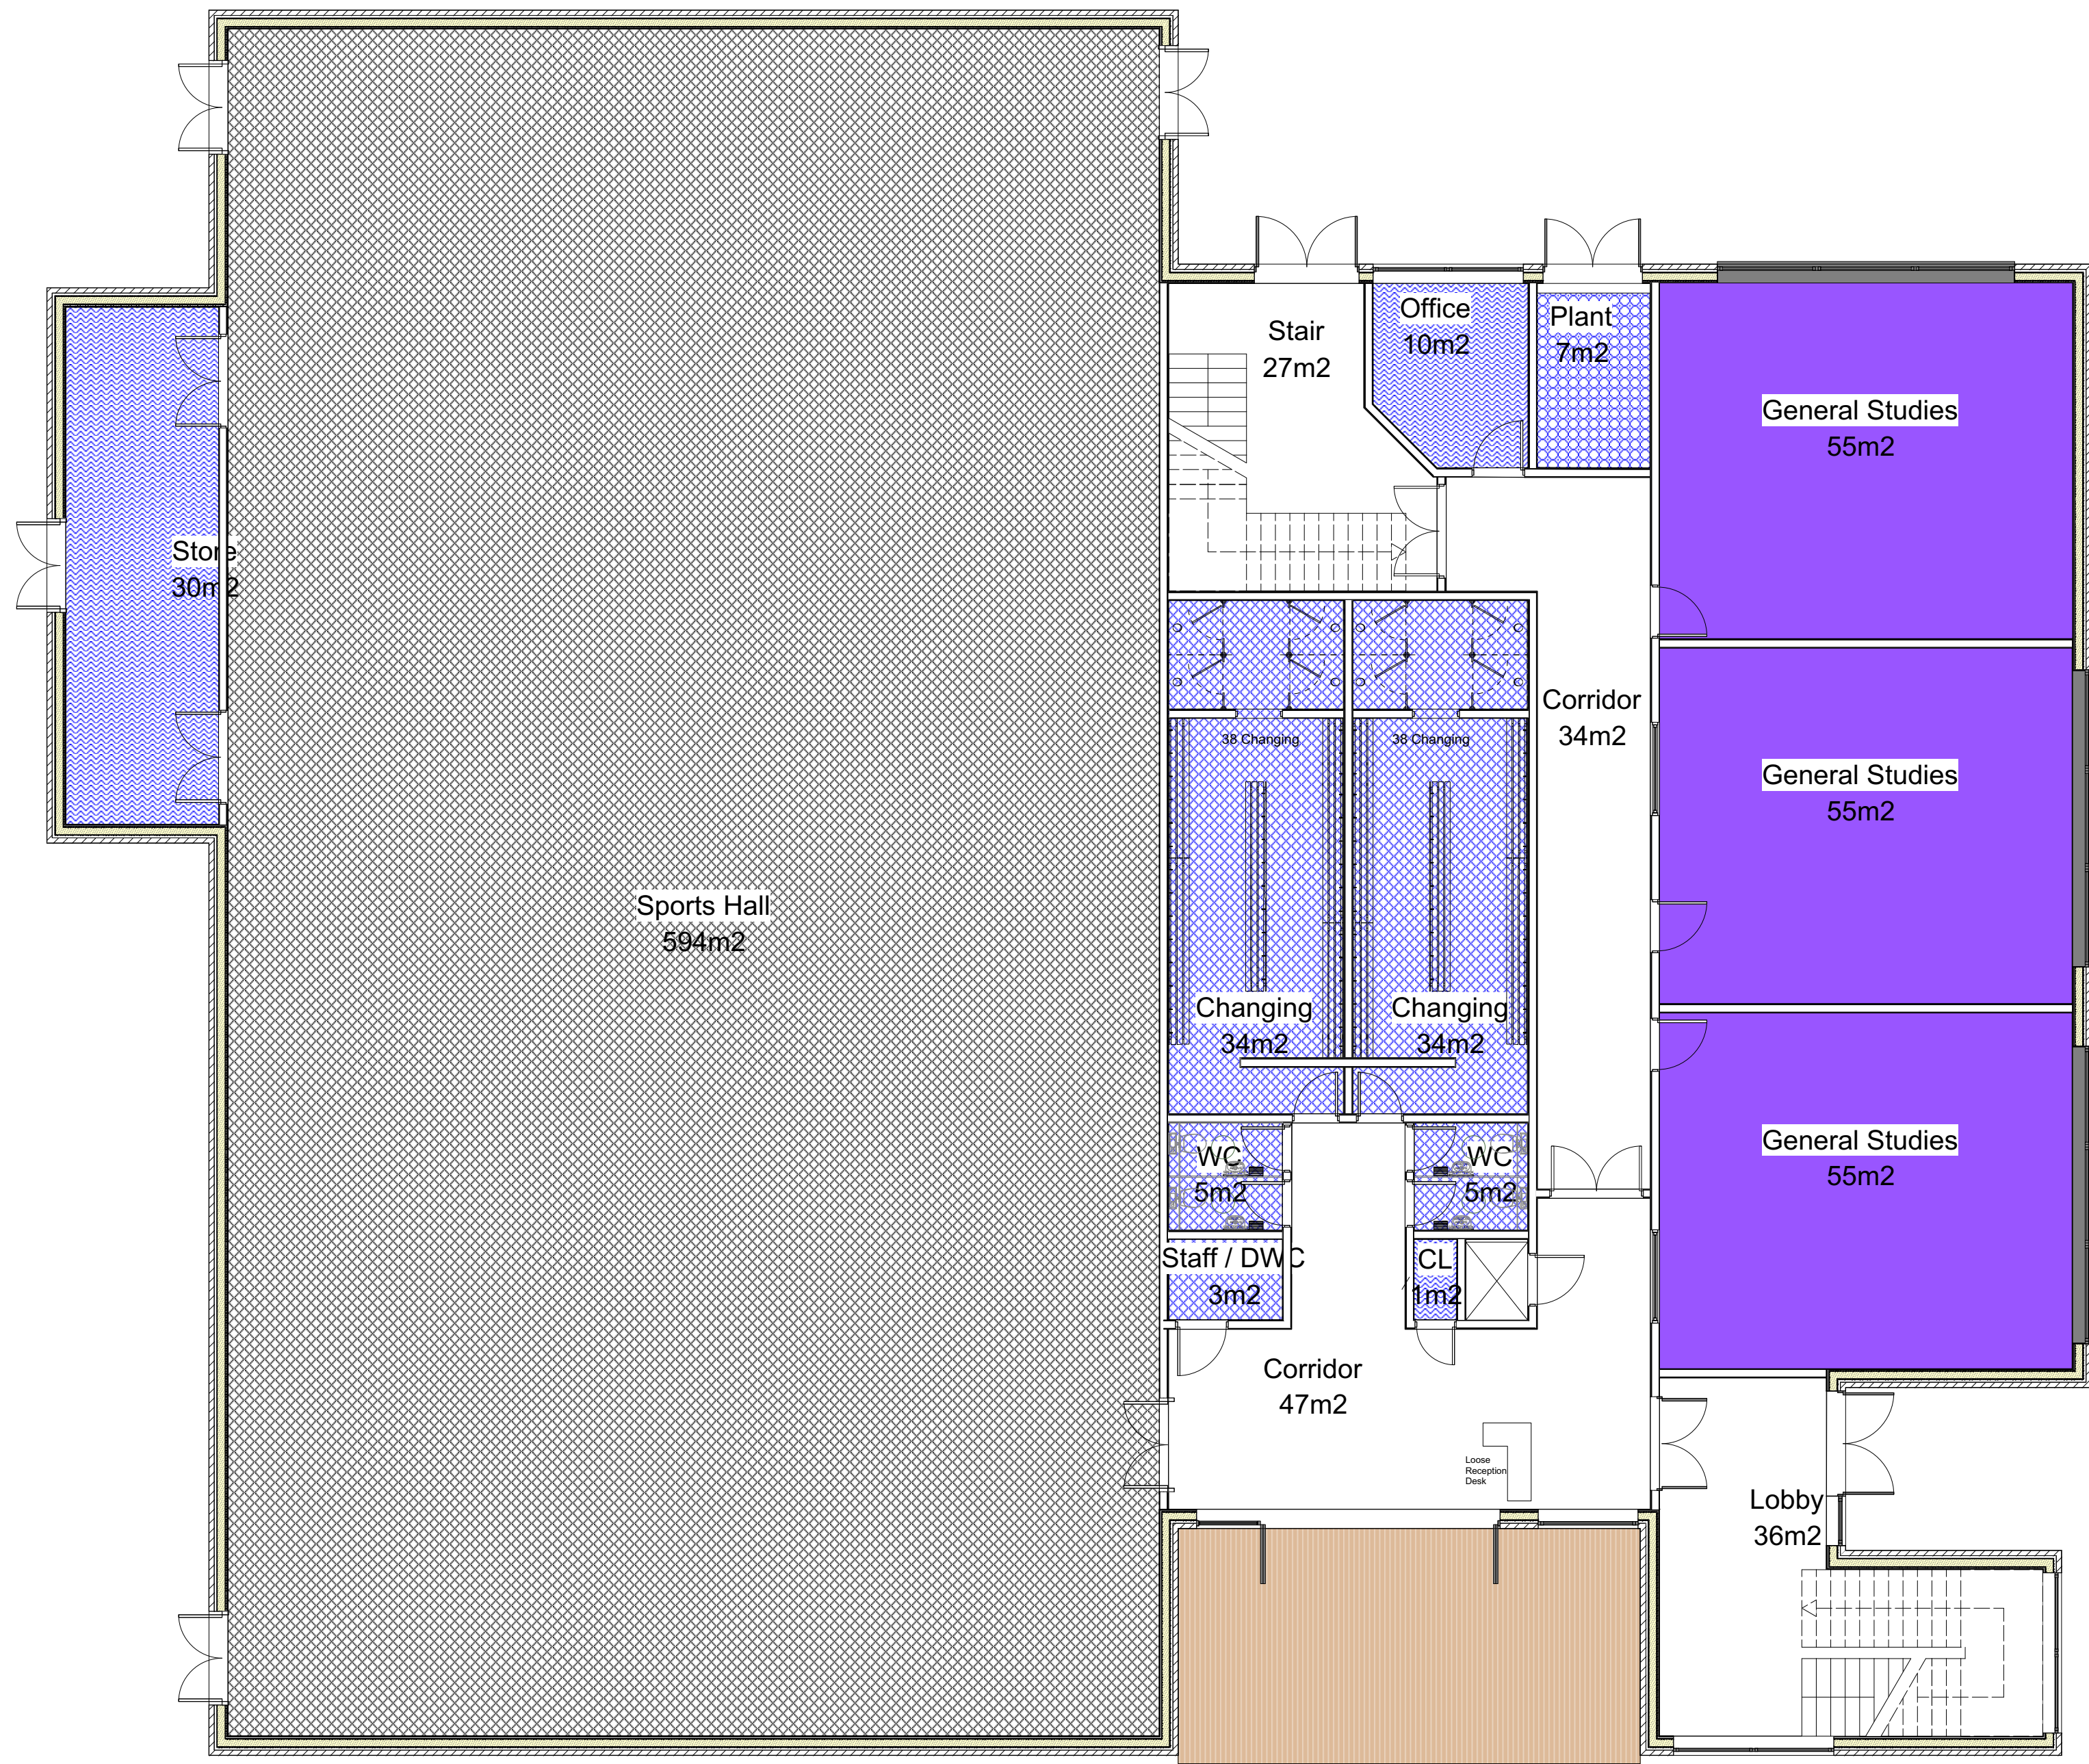 Stair
27m2
Office
10m2
Plant
7m2
General Studies
55m2
Store
30m2
Corridor
34m2
38 Changing
38 Changing
General Studies
55m2
Sports Hall
594m2
Changing
34m2
Changing
34m2
General Studies
55m2
WC
5m2
WC
5m2
Staff / DWC
3m2
CL
1m2
Corridor
47m2
Loose
Reception
Desk
Lobby
36m2